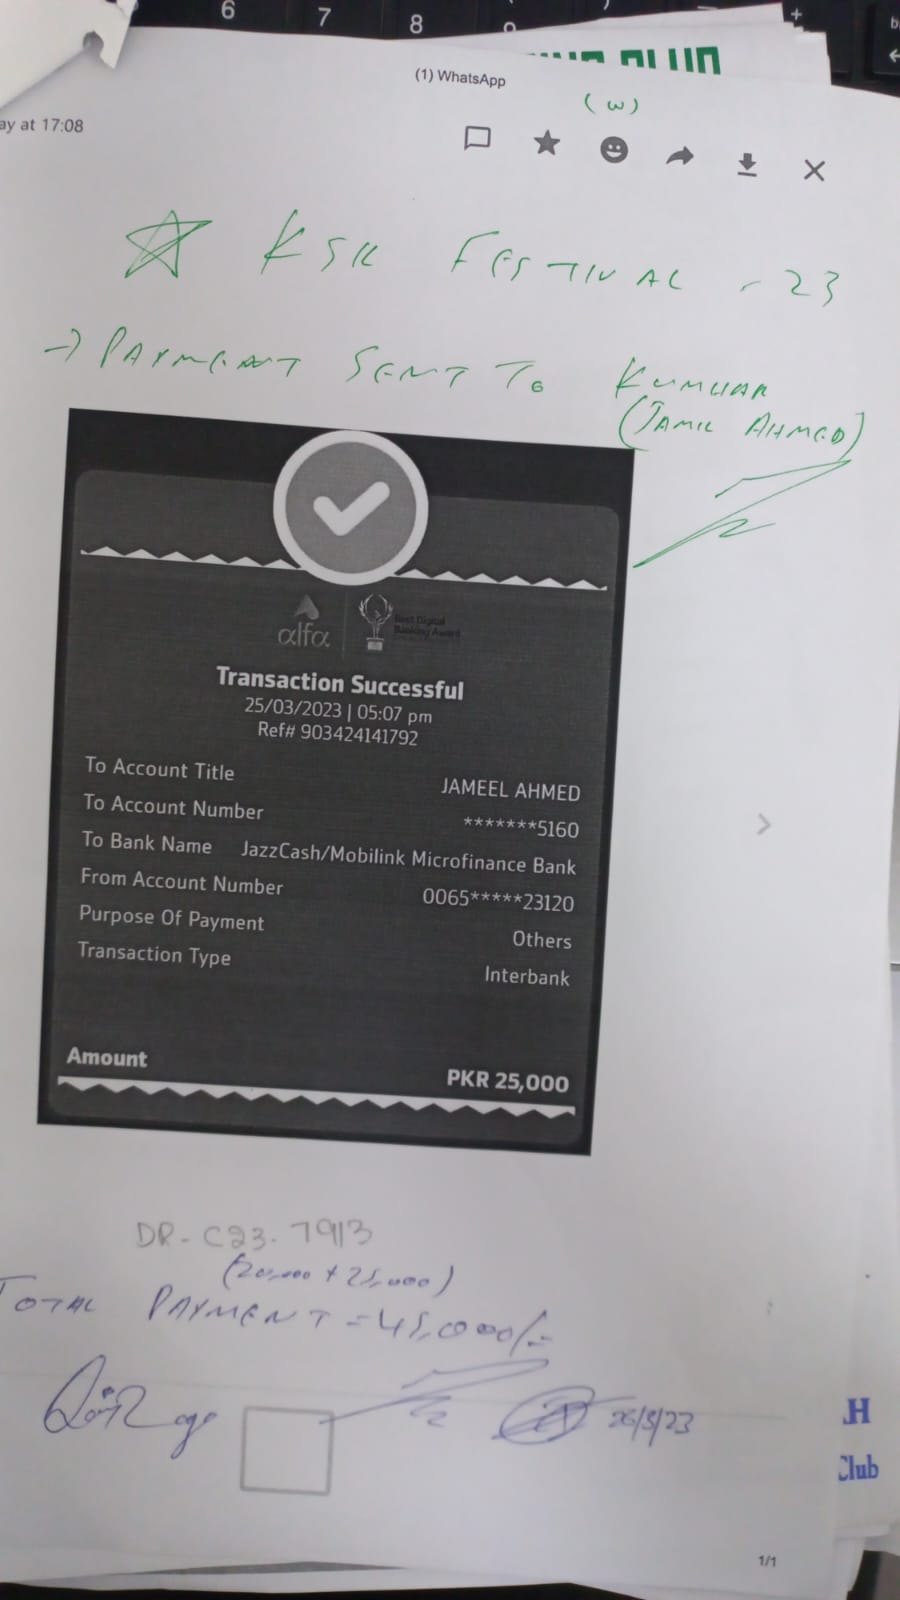 6 7 8
(1) WhatsApp
ay at 17:08
(W)
KSK FESTIVAL - 23
→ PAYMENT SENT TO KUMHAR
(JAMIL AHMED)
alfa
Best Digital
Banking Award
Transaction Successful
25/03/2023 | 05:07 pm
Ref# 903424141792
To Account Title JAMEEL AHMED
To Account Number *******5160
To Bank Name JazzCash/Mobilink Microfinance Bank
From Account Number 0065*****23120
Purpose Of Payment Others
Transaction Type Interbank
Amount PKR 25,000
DR-C23-7913
(20,000 + 25,000)
TOTAL PAYMENT = 45,000/=
26/3/23
H
Club
1/1